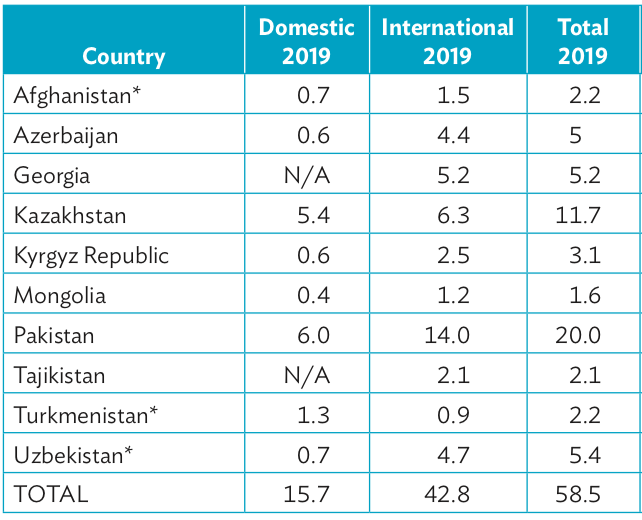 Country Domestic 2019 International 2019 Total 2019
Afghanistan* 0.7 1.5 2.2
Azerbaijan 0.6 4.4 5
Georgia N/A 5.2 5.2
Kazakhstan 5.4 6.3 11.7
Kyrgyz Republic 0.6 2.5 3.1
Mongolia 0.4 1.2 1.6
Pakistan 6.0 14.0 20.0
Tajikistan N/A 2.1 2.1
Turkmenistan* 1.3 0.9 2.2
Uzbekistan* 0.7 4.7 5.4
TOTAL 15.7 42.8 58.5